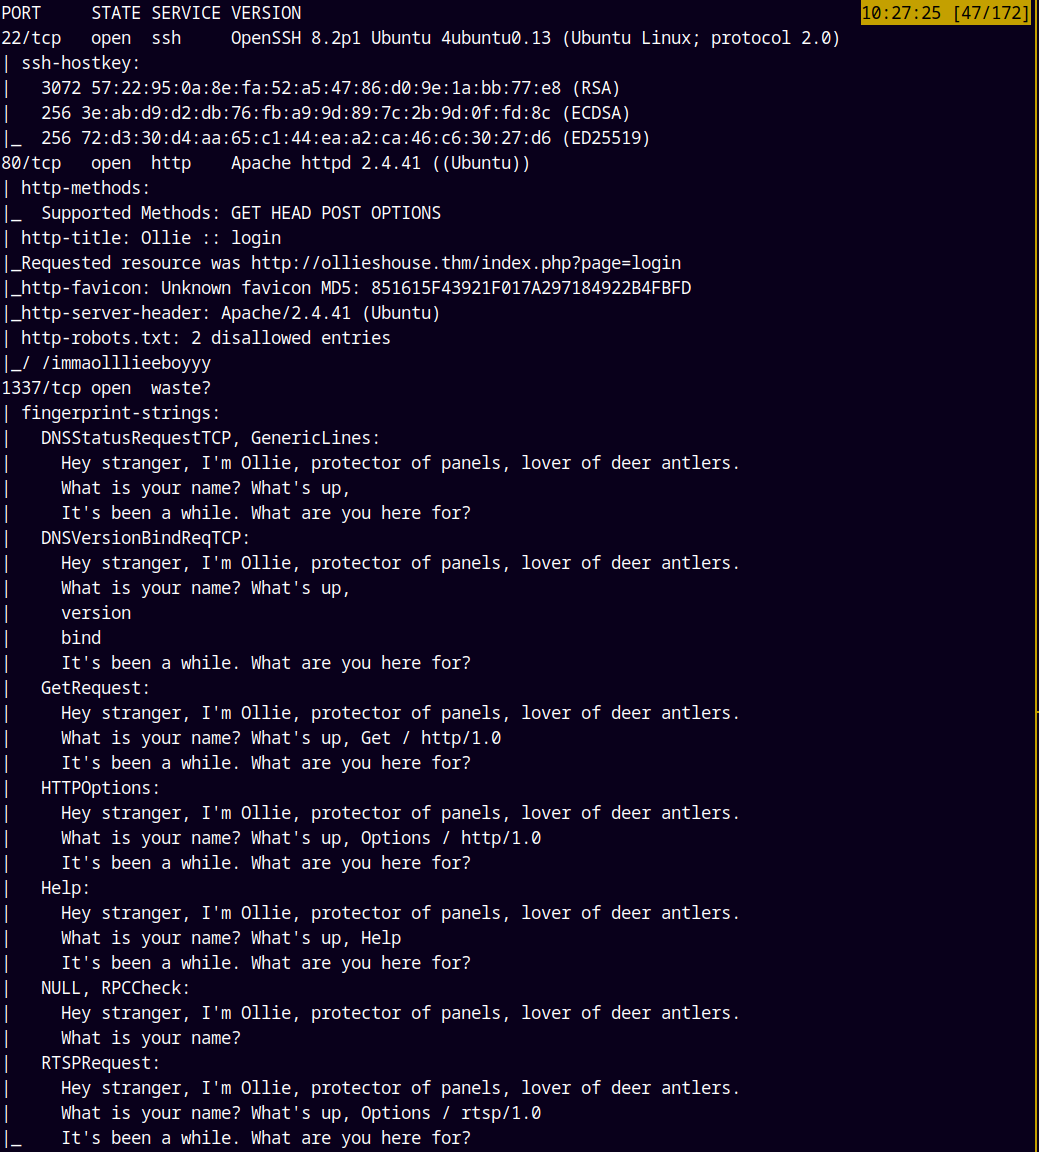 PORT     STATE SERVICE VERSION                                                        10:27:25 [47/172]
22/tcp   open  ssh     OpenSSH 8.2p1 Ubuntu 4ubuntu0.13 (Ubuntu Linux; protocol 2.0)
| ssh-hostkey:
|   3072 57:22:95:0a:8e:fa:52:a5:47:86:d0:9e:1a:bb:77:e8 (RSA)
|   256 3e:ab:d9:d2:db:76:fb:a9:9d:89:7c:2b:9d:0f:fd:8c (ECDSA)
|_  256 72:d3:30:d4:aa:65:c1:44:ea:a2:ca:46:c6:30:27:d6 (ED25519)
80/tcp   open  http    Apache httpd 2.4.41 ((Ubuntu))
| http-methods:
|_  Supported Methods: GET HEAD POST OPTIONS
| http-title: Ollie :: login
|_Requested resource was http://ollieshouse.thm/index.php?page=login
|_http-favicon: Unknown favicon MD5: 851615F43921F017A297184922B4FBFD
|_http-server-header: Apache/2.4.41 (Ubuntu)
| http-robots.txt: 2 disallowed entries
|_/ /immaolllieeboyyy
1337/tcp open  waste?
| fingerprint-strings:
|   DNSStatusRequestTCP, GenericLines:
|     Hey stranger, I'm Ollie, protector of panels, lover of deer antlers.
|     What is your name? What's up,
|     It's been a while. What are you here for?
|   DNSVersionBindReqTCP:
|     Hey stranger, I'm Ollie, protector of panels, lover of deer antlers.
|     What is your name? What's up,
|     version
|     bind
|     It's been a while. What are you here for?
|   GetRequest:
|     Hey stranger, I'm Ollie, protector of panels, lover of deer antlers.
|     What is your name? What's up, Get / http/1.0
|     It's been a while. What are you here for?
|   HTTPOptions:
|     Hey stranger, I'm Ollie, protector of panels, lover of deer antlers.
|     What is your name? What's up, Options / http/1.0
|     It's been a while. What are you here for?
|   Help:
|     Hey stranger, I'm Ollie, protector of panels, lover of deer antlers.
|     What is your name? What's up, Help
|     It's been a while. What are you here for?
|   NULL, RPCCheck:
|     Hey stranger, I'm Ollie, protector of panels, lover of deer antlers.
|     What is your name?
|   RTSPRequest:
|     Hey stranger, I'm Ollie, protector of panels, lover of deer antlers.
|     What is your name? What's up, Options / rtsp/1.0
|_    It's been a while. What are you here for?